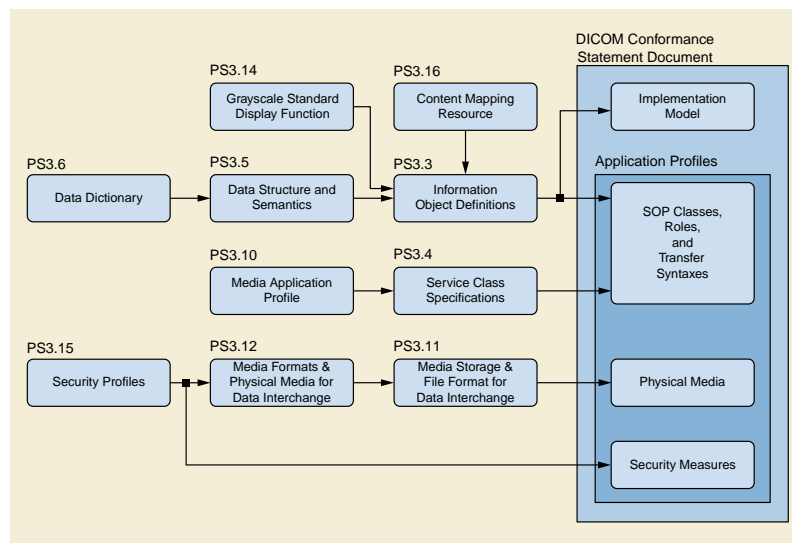 DICOM Conformance
Statement Document
PS3.14
Grayscale Standard
Display Function
PS3.16
Content Mapping
Resource
Implementation
Model
PS3.6
Data Dictionary
PS3.5
Data Structure and
Semantics
PS3.3
Information
Object Definitions
Application Profiles
SOP Classes,
Roles,
and
Transfer
Syntaxes
PS3.10
Media Application
Profile
PS3.4
Service Class
Specifications
PS3.15
Security Profiles
PS3.12
Media Formats &
Physical Media for
Data Interchange
PS3.11
Media Storage &
File Format for
Data Interchange
Physical Media
Security Measures